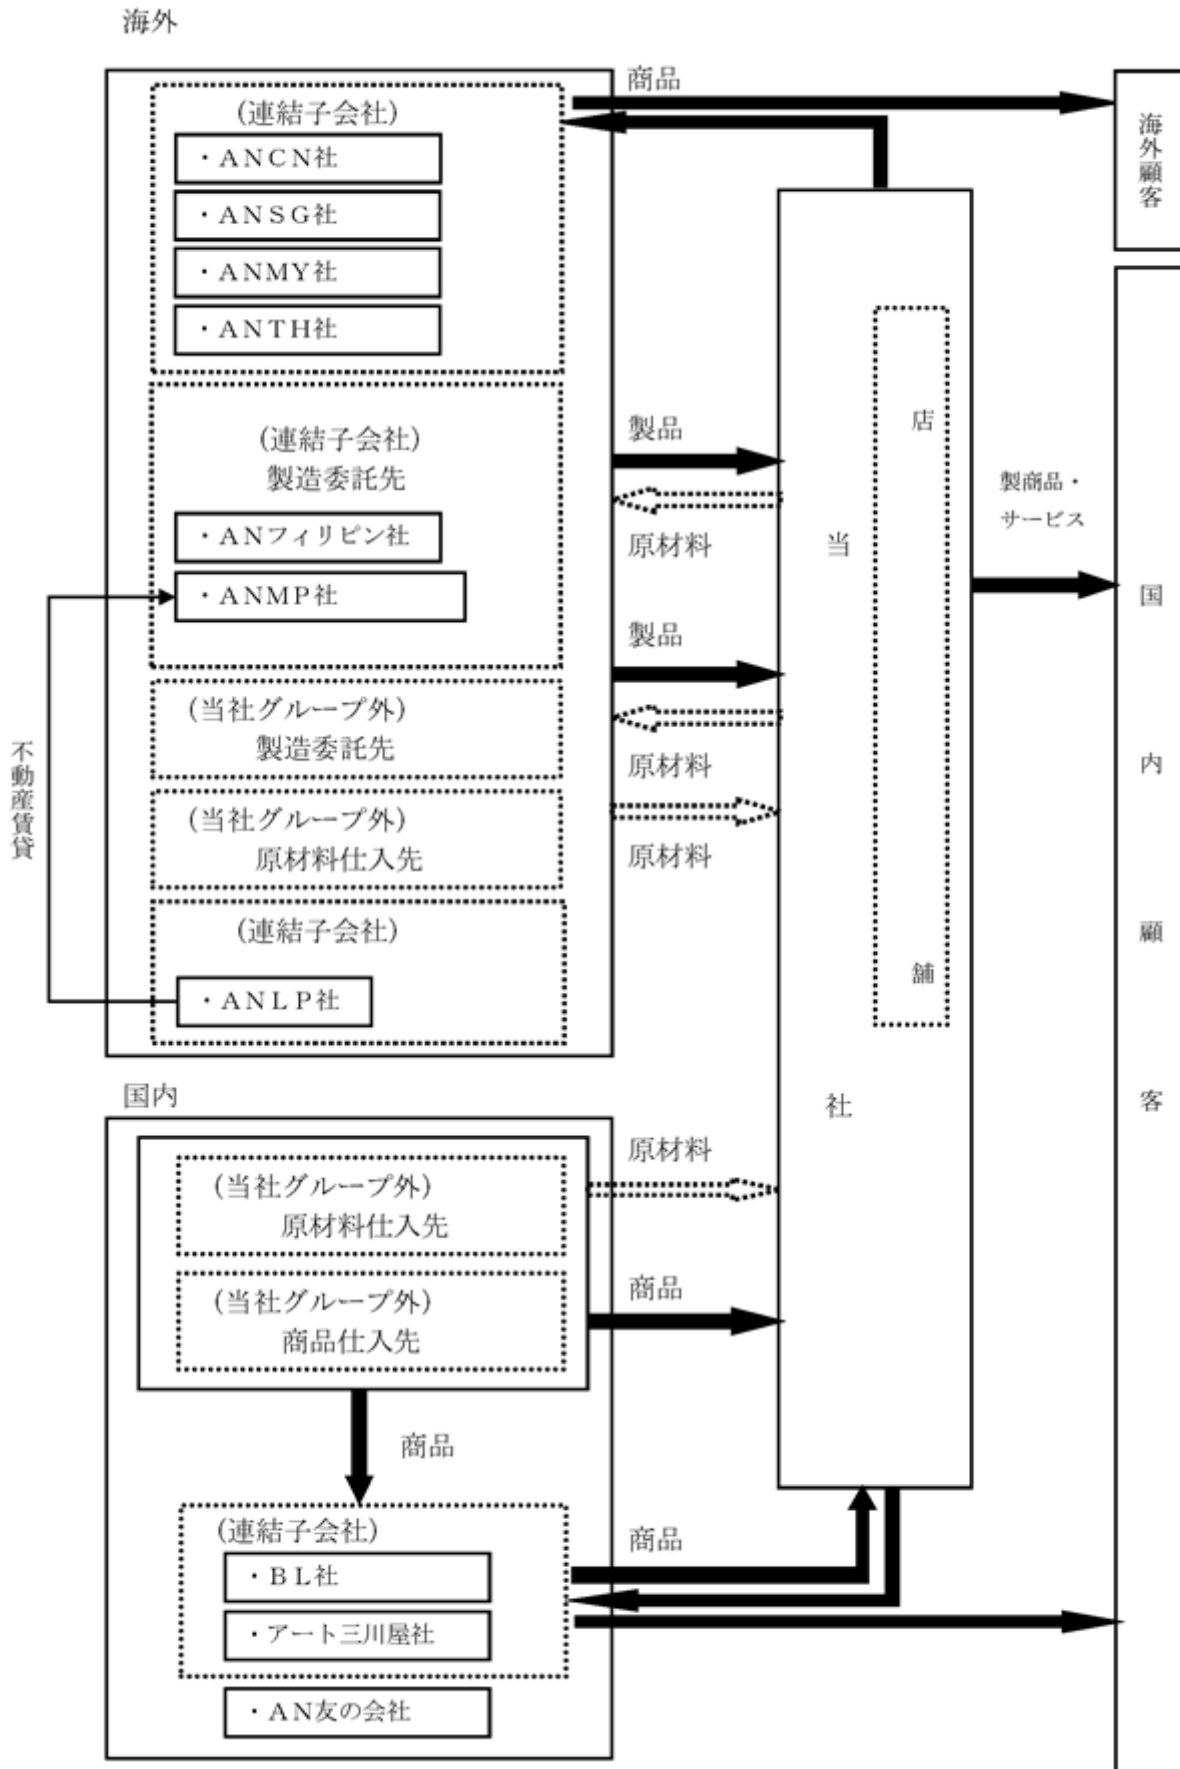 海外
商品
(連結子会社)
・ＡＮＣＮ社
・ＡＮＳＧ社
・ＡＮＭＹ社
・ＡＮＴＨ社
海外顧客
(連結子会社)
製造委託先
・ＡＮフィリピン社
・ＡＮＭＰ社
製品
原材料
製品
(当社グループ外)
製造委託先
原材料
(当社グループ外)
原材料仕入先
原材料
(連結子会社)
・ＡＮＬＰ社
不動産賃貸
当社
店舗
製商品・
サービス
国内顧客
国内
(当社グループ外)
原材料仕入先
原材料
(当社グループ外)
商品仕入先
商品
商品
(連結子会社)
・ＢＬ社
・アート三川屋社
商品
・ＡＮ友の会社